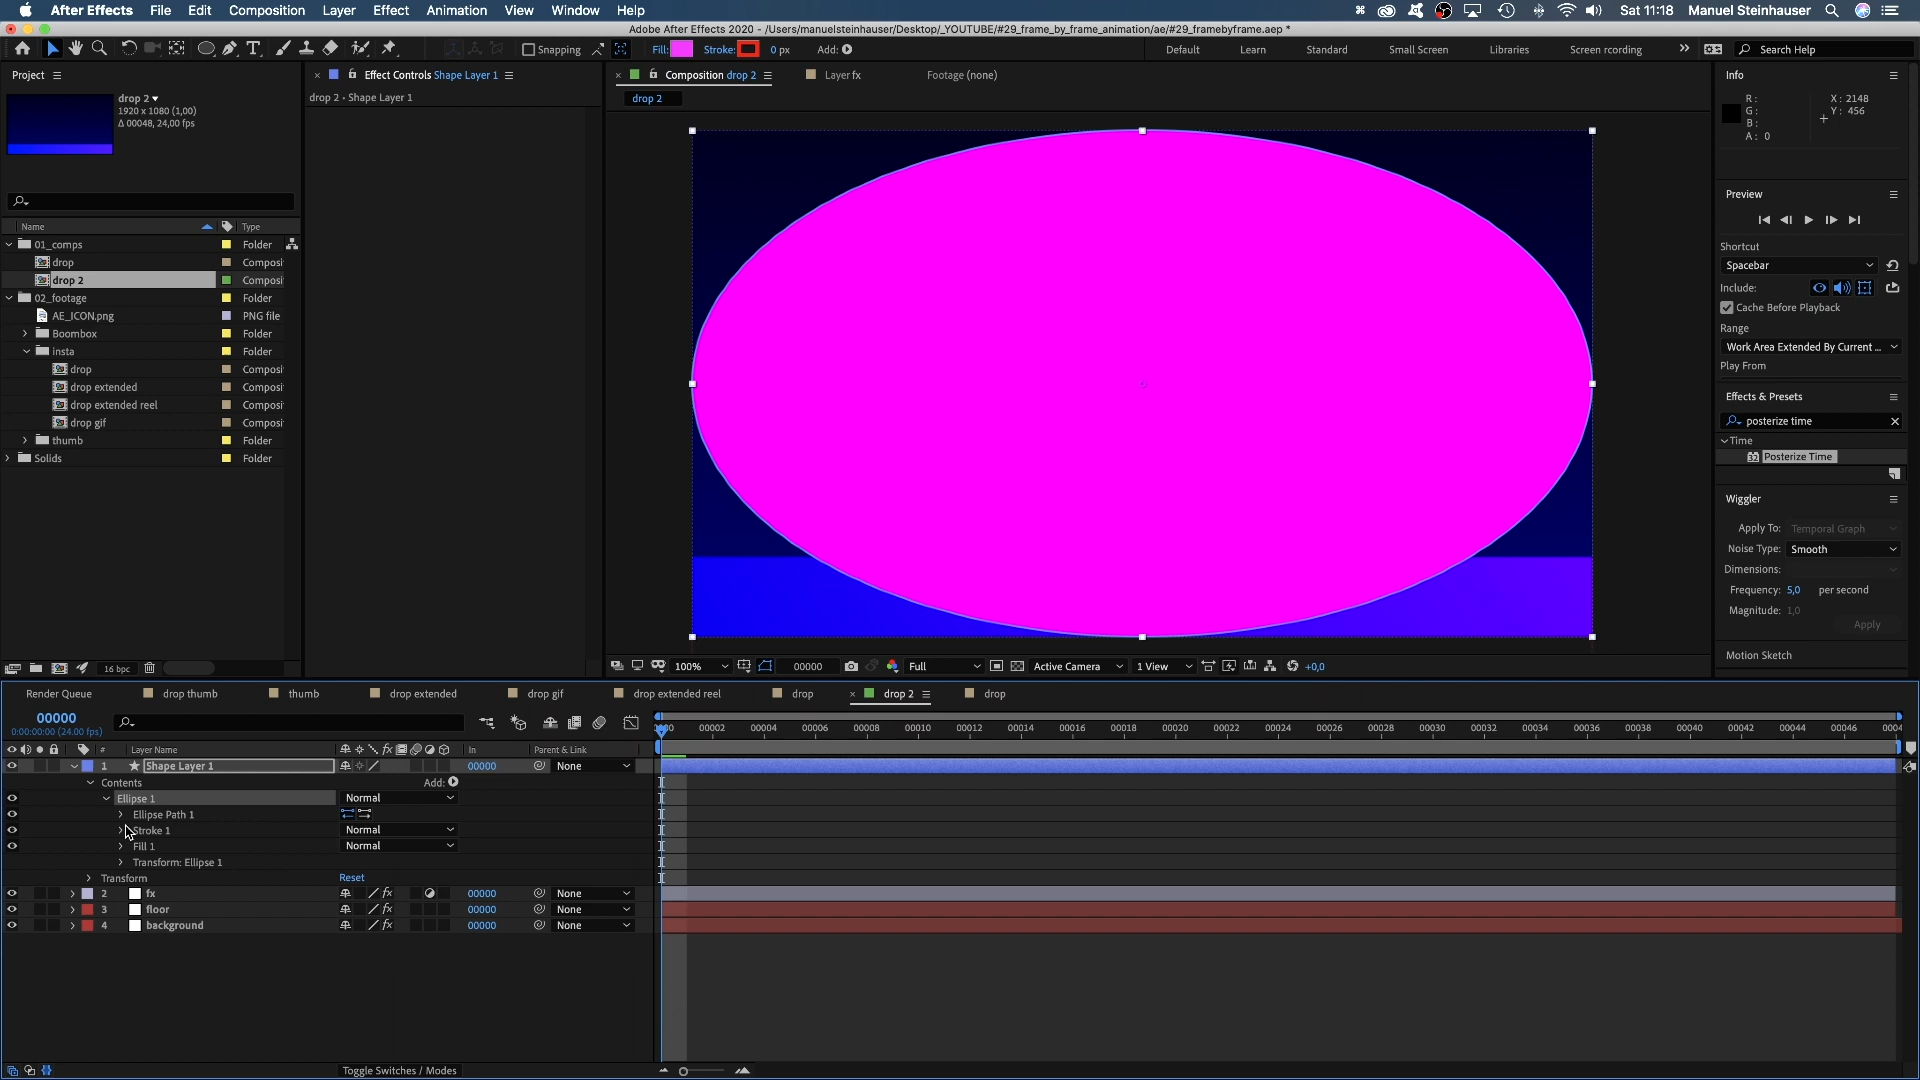 After Effects File Edit Composition Layer Effect Animation View Window Help Sat 11:18 Manuel Steinhauser
Adobe After Effects 2020 - /Users/manuelsteinhauser/Desktop/_YOUTUBE/#29_frame_by_frame_animation/ae/#29_framebyframe.aep *
Snapping Fill: Stroke: 0 px Add: Default Learn Standard Small Screen Libraries Screen rcording Search Help
Project Effect Controls Shape Layer 1 Composition drop 2 Layer fx Footage (none) Info
drop 2 • Shape Layer 1 drop 2
drop 2
1920 x 1080 (1,00)
Δ 00048, 24,00 fps
R: X: 2148
G: Y: 456
B:
A: 0
Preview
Name Type
01_comps Folder
drop Composi
drop 2 Composi
02_footage Folder
AE_ICON.png PNG file
Boombox Folder
insta Folder
drop Composi
drop extended Composi
drop extended reel Composi
drop gif Composi
thumb Folder
Solids Folder
Shortcut
Spacebar
Include:
Cache Before Playback
Range
Work Area Extended By Current ...
Play From
Effects & Presets
posterize time
Time
32 Posterize Time
Wiggler
Apply To: Temporal Graph
Noise Type: Smooth
Dimensions:
Frequency: 5,0 per second
Magnitude: 1,0
Apply
Motion Sketch
16 bpc 100% 00000 Full Active Camera 1 View +0,0
Render Queue drop thumb thumb drop extended drop gif drop extended reel drop drop 2 drop
00000
0:00:00:00 (24.00 fps)
00002 00004 00006 00008 00010 00012 00014 00016 00018 00020 00022 00024 00026 00028 00030 00032 00034 00036 00038 00040 00042 00044 00046 0004
# Layer Name In Parent & Link
1 Shape Layer 1 00000 None
Contents Add:
Ellipse 1 Normal
Ellipse Path 1
Stroke 1 Normal
Fill 1 Normal
Transform: Ellipse 1
Transform Reset
2 fx 00000 None
3 floor 00000 None
4 background 00000 None
Toggle Switches / Modes